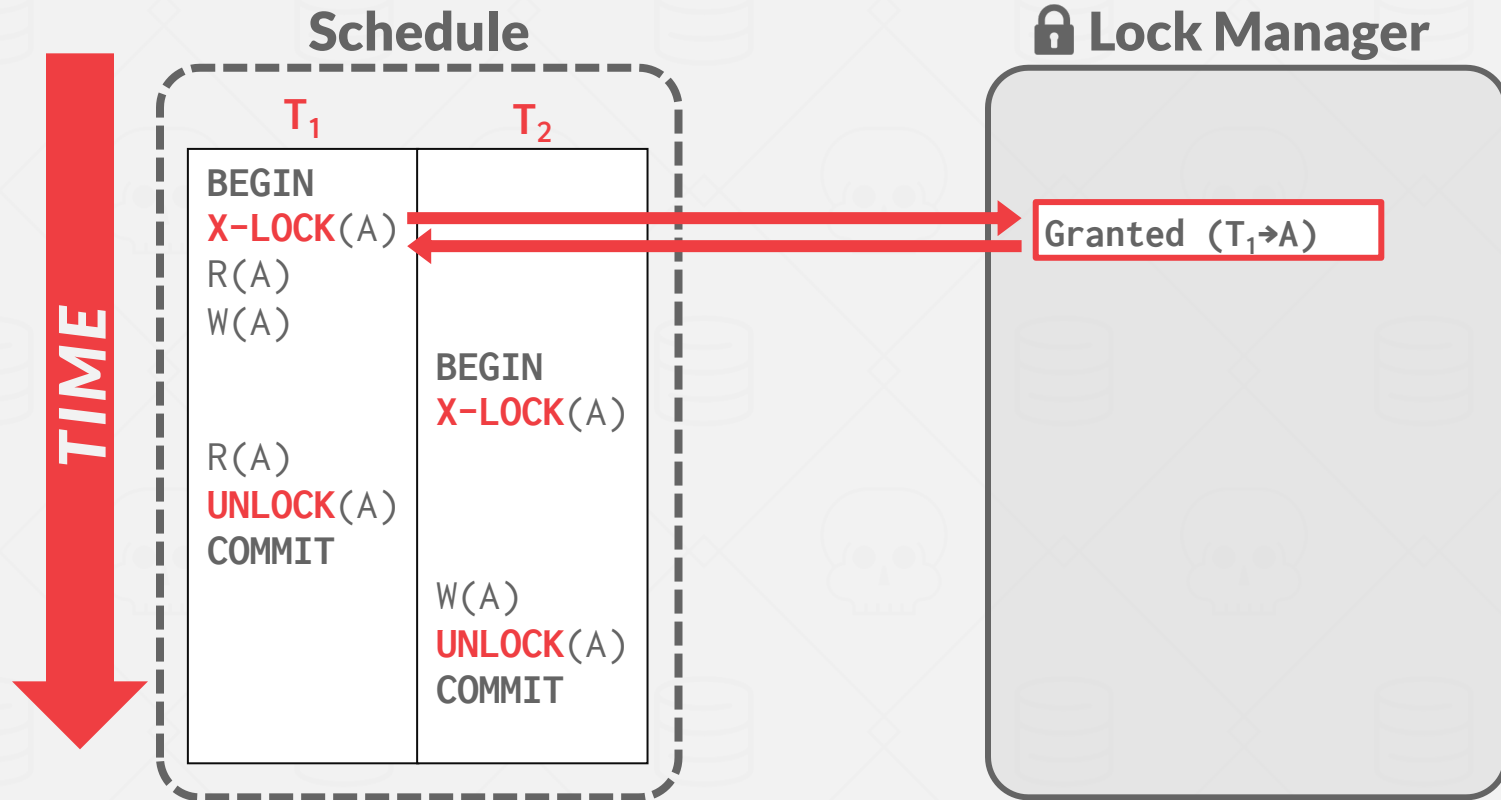 Schedule
Lock Manager
TIME
T₁
T₂
BEGIN
X-LOCK(A)
R(A)
W(A)
BEGIN
X-LOCK(A)
R(A)
UNLOCK(A)
COMMIT
W(A)
UNLOCK(A)
COMMIT
Granted (T₁→A)